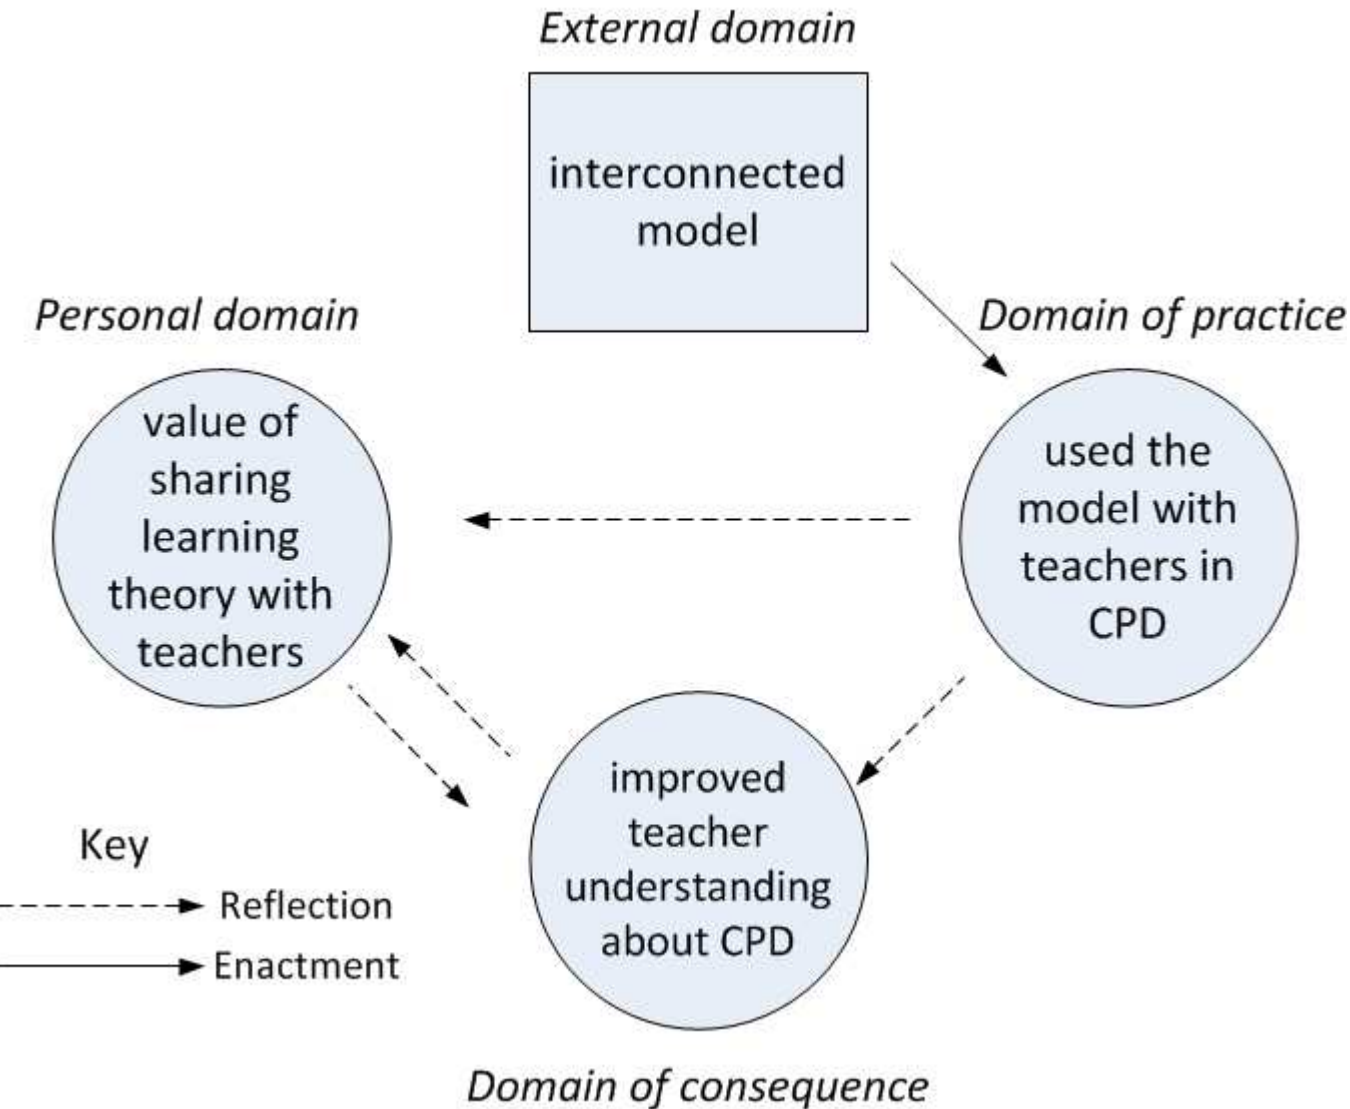 External domain
interconnected
model
Personal domain
Domain of practice
value of
sharing
learning
theory with
teachers
used the
model with
teachers in
CPD
improved
teacher
understanding
about CPD
Key
Reflection
Enactment
Domain of consequence